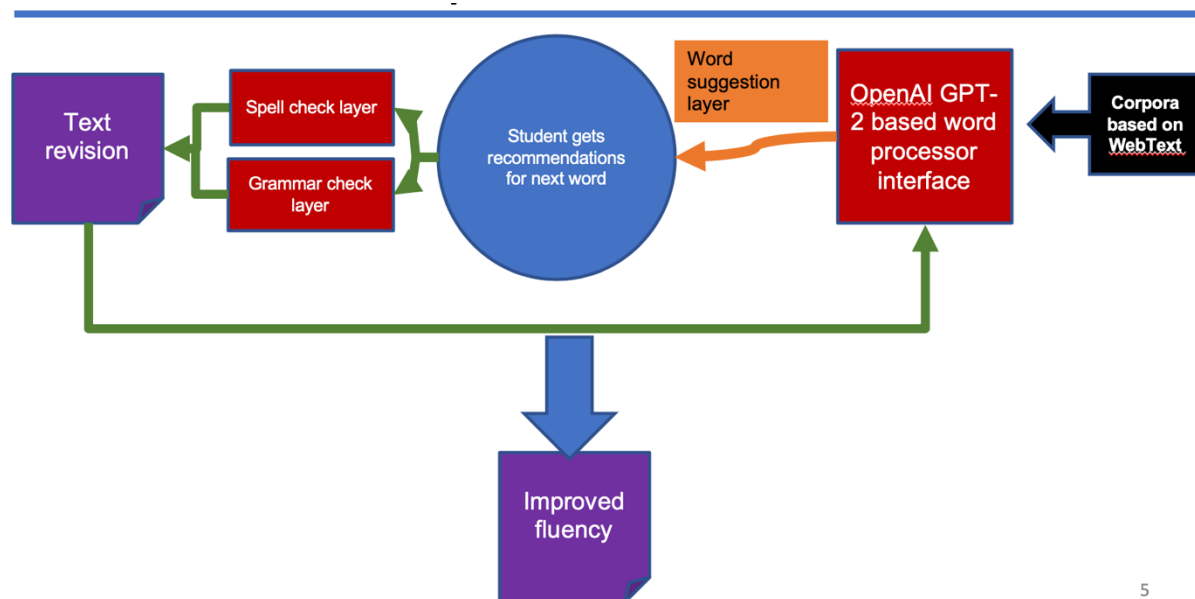 Text
revision
Spell check layer
Grammar check
layer
Student gets
recommendations
for next word
Word
suggestion
layer
OpenAI GPT-
2 based word
processor
interface
Corpora
based on
WebText
Improved
fluency
5